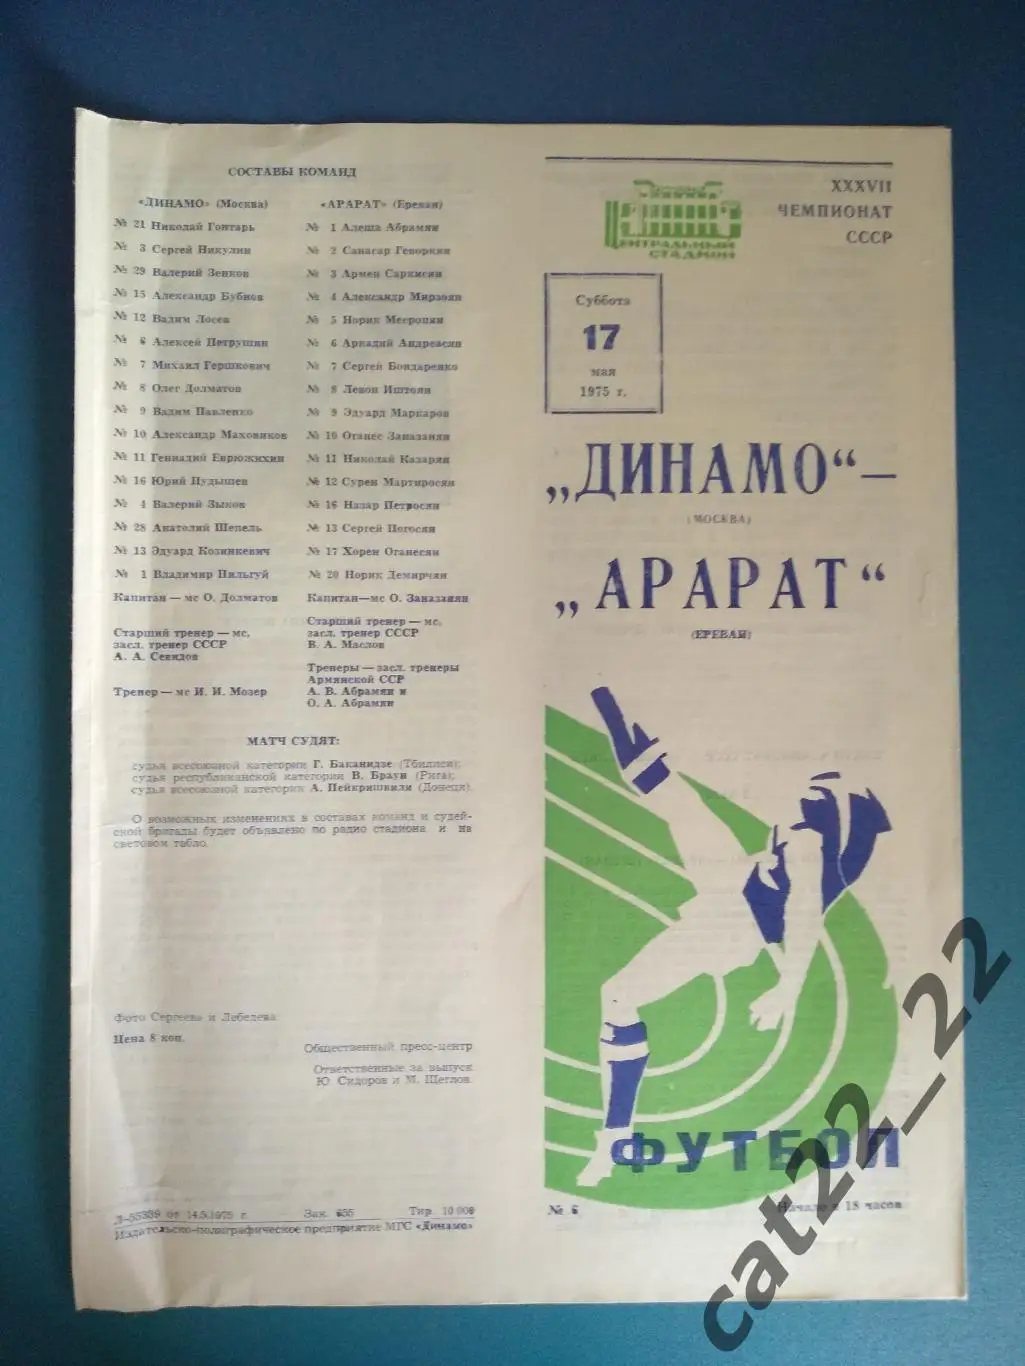 СОСТАВЫ КОМАНД
«ДИНАМО» (Москва)
№ 21 Николай Гонтарь
№ 3 Сергей Никулин
№ 29 Валерий Зенков
№ 15 Александр Бубнов
№ 12 Вадим Лосев
№ 6 Алексей Петрушин
№ 7 Михаил Гершкович
№ 8 Олег Долматов
№ 9 Вадим Павленко
№ 10 Александр Маховиков
№ 11 Геннадий Еврюжихин
№ 16 Юрий Пудышев
№ 4 Валерий Зыков
№ 28 Анатолий Шепель
№ 13 Эдуард Козинкевич
№ 1 Владимир Пильгуй
Капитан — мс О. Долматов
Старший тренер — мс,
засл. тренер СССР
А. А. Севидов
Тренер — мс И. И. Мозер
«АРАРАТ» (Ереван)
№ 1 Алеша Абрамян
№ 2 Санасар Геворкян
№ 3 Армен Саркисян
№ 4 Александр Мирзоян
№ 5 Норик Месропян
№ 6 Аркадий Андреасян
№ 7 Сергей Бондаренко
№ 8 Левон Иштоян
№ 9 Эдуард Маркаров
№ 10 Оганес Заназанян
№ 11 Николай Казарян
№ 12 Сурен Мартиросян
№ 16 Назар Петросян
№ 13 Сергей Погосян
№ 17 Хорен Оганесян
№ 20 Норик Демирчян
Капитан—мс О. Заназанян
Старший тренер — мс,
засл. тренер СССР
В. А. Маслов
Тренеры — засл. тренеры
Армянской ССР
А. В. Абрамян и
О. А. Абрамян
МАТЧ СУДЯТ:
судья всесоюзной категории Г. Баканидзе (Тбилиси);
судья республиканской категории В. Браун (Рига);
судья всесоюзной категории А. Пейкришвили (Донецк).
О возможных изменениях в составах команд и судей-
ской бригады будет объявлено по радио стадиона и на
световом табло.
Фото Сергеева и Лебедева
Цена 8 коп.
Общественный пресс-центр
Ответственные за выпуск
Ю. Сидоров и М. Щеглов.
Л-55339 от 14.5.1975 г. Зак. 655 Тир. 10 000
Издательско-полиграфическое предприятие МГС «Динамо»
XXXVII
ЧЕМПИОНАТ
СССР
ЦЕНТРАЛЬНЫЙ
СТАДИОН
Суббота
17
мая
1975 г.
„ДИНАМО“ —
(МОСКВА)
„АРАРАТ“
(ЕРЕВАН)
ФУТБОЛ
№ 6 Начало в 18 часов
cat22_22